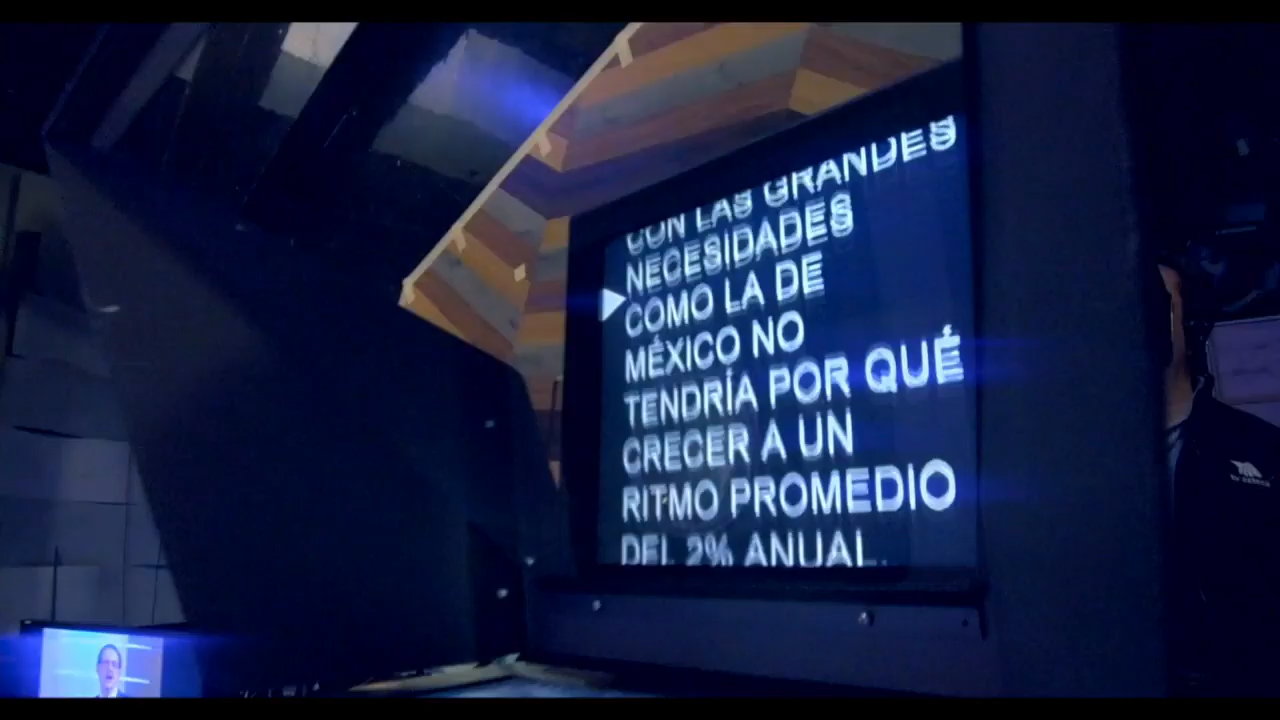 CON LAS GRANDES
NECESIDADES
COMO LA DE
MÉXICO NO
TENDRÍA POR QUÉ
CRECER A UN
RITMO PROMEDIO
DEL 2% ANUAL.